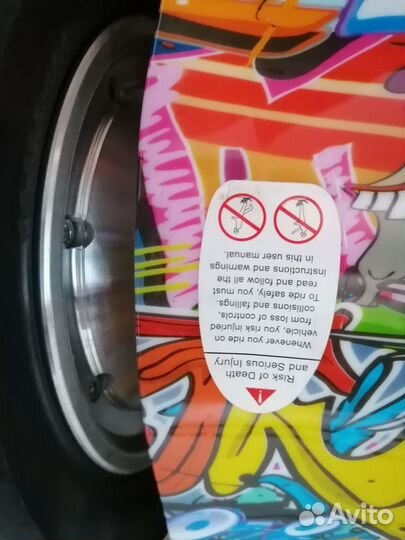 Risk of Death
and Serious Injury
Whenever you ride on
vehicle, you risk injuried
from loss of controls,
collisions and fallings.
To ride safely, you must
read and follow all the
instructions and warnings
in this user manual.
Avito